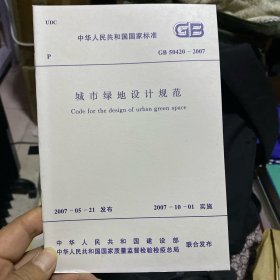 UDC
中华人民共和国国家标准
GB
P
GB 50420-2007
城市绿地设计规范
Code for the design of urban green space
2007-05-21 发布
2007-10-01 实施
中华人民共和国建设部
中华人民共和国国家质量监督检验检疫总局
联合发布